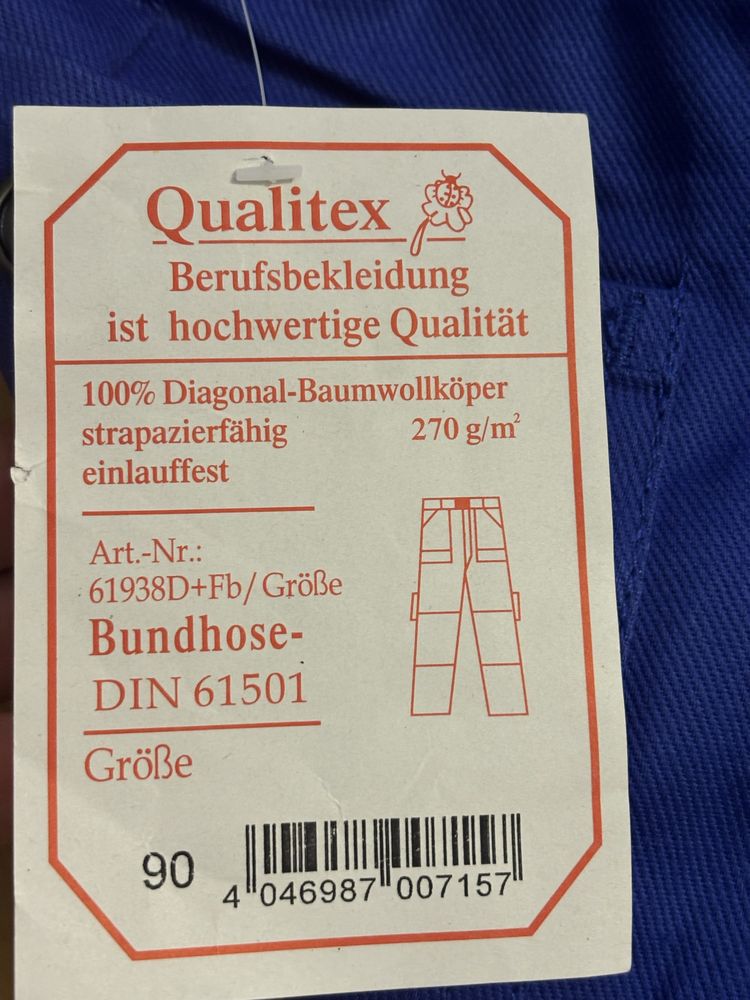 Qualitex
Berufsbekleidung
ist hochwertige Qualität
100% Diagonal-Baumwollköper
strapazierfähig 270 g/m²
einlauffest
Art.-Nr.:
61938D+Fb/Größe
Bundhose-
DIN 61501
Größe
90
4 046987 007157